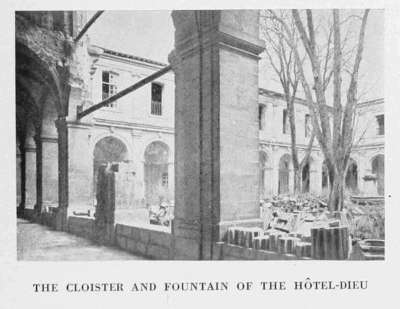 THE CLOISTER AND FOUNTAIN OF THE HÔTEL-DIEU